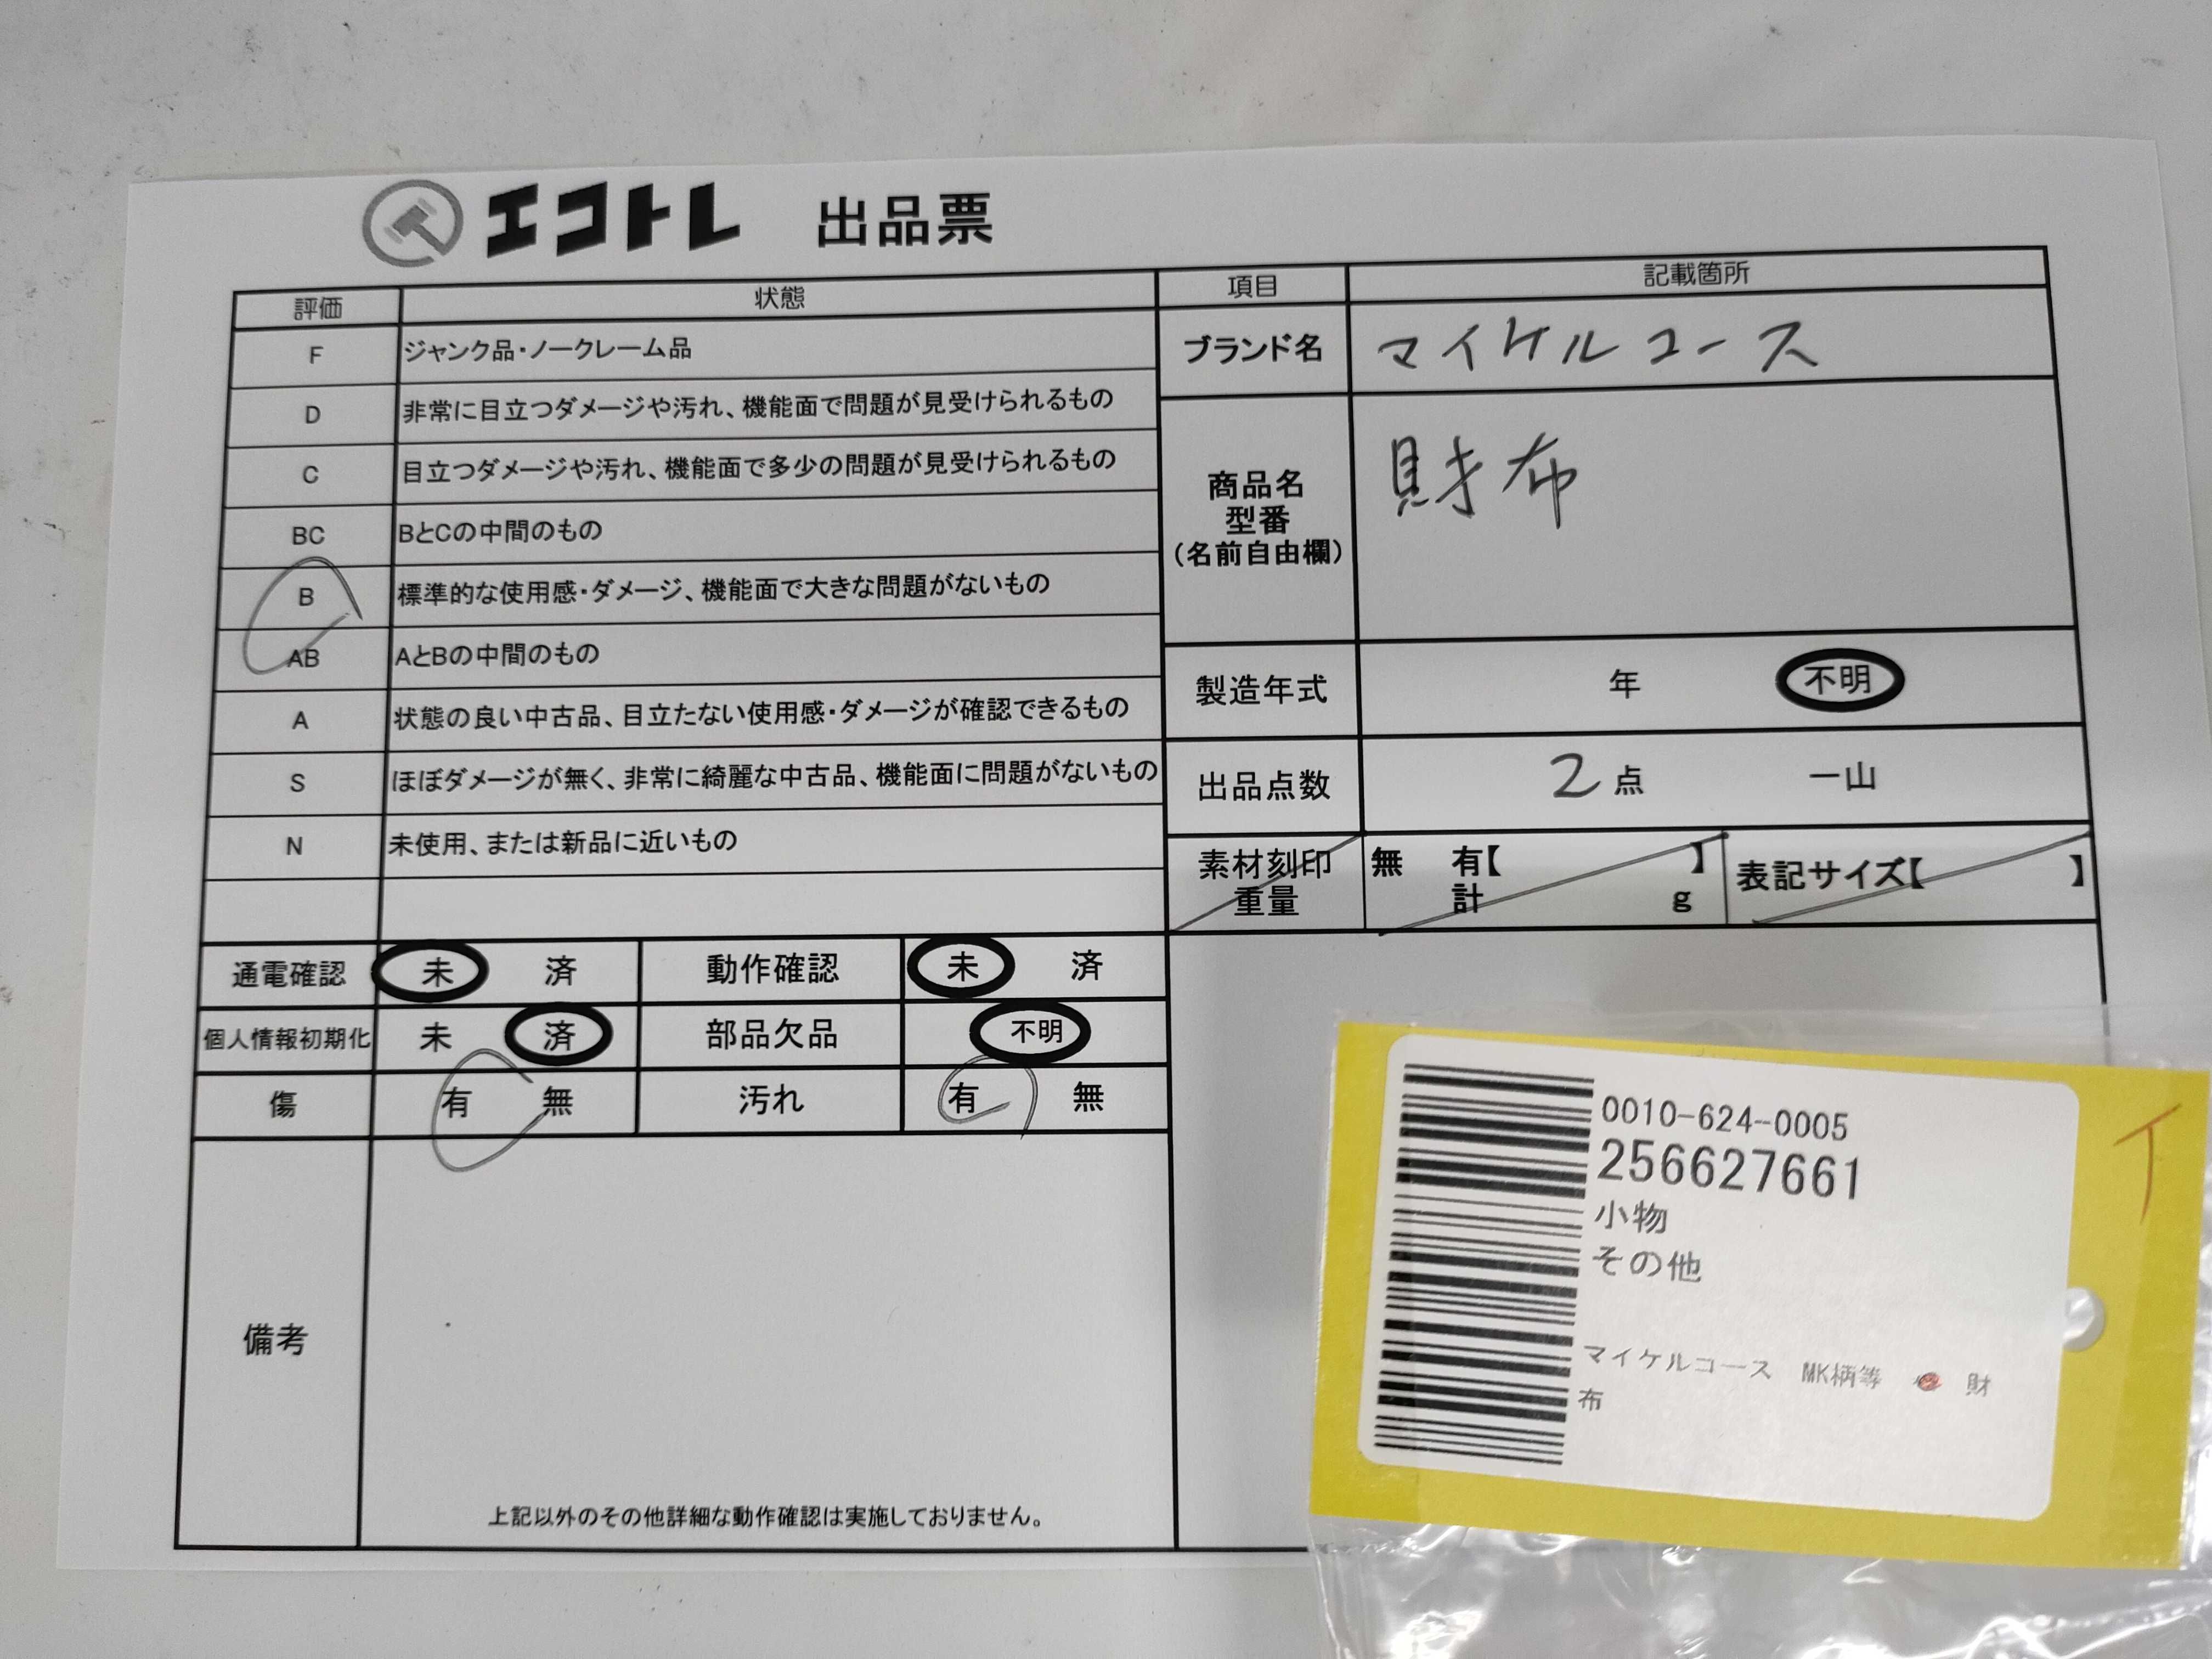 エコトレ 出品票
評価 状態
F ジャンク品・ノークレーム品
D 非常に目立つダメージや汚れ、機能面で問題が見受けられるもの
C 目立つダメージや汚れ、機能面で多少の問題が見受けられるもの
BC BとCの中間のもの
B 標準的な使用感・ダメージ、機能面で大きな問題がないもの
AB AとBの中間のもの
A 状態の良い中古品、目立たない使用感・ダメージが確認できるもの
S ほぼダメージが無く、非常に綺麗な中古品、機能面に問題がないもの
N 未使用、または新品に近いもの
項目 記載箇所
ブランド名 マイケルコース
商品名
型番
(名前自由欄)
財布
製造年式 年 不明
出品点数 2点 一山
素材刻印 無 有【 】 表記サイズ【 】
重量 計 g
通電確認 未 済 動作確認 未 済
個人情報初期化 未 済 部品欠品 不明
傷 有 無 汚れ 有 無
備考
上記以外のその他詳細な動作確認は実施しておりません。
0010-624-0005
256627661
小物
その他
マイケルコース MK柄等 財
布
イ